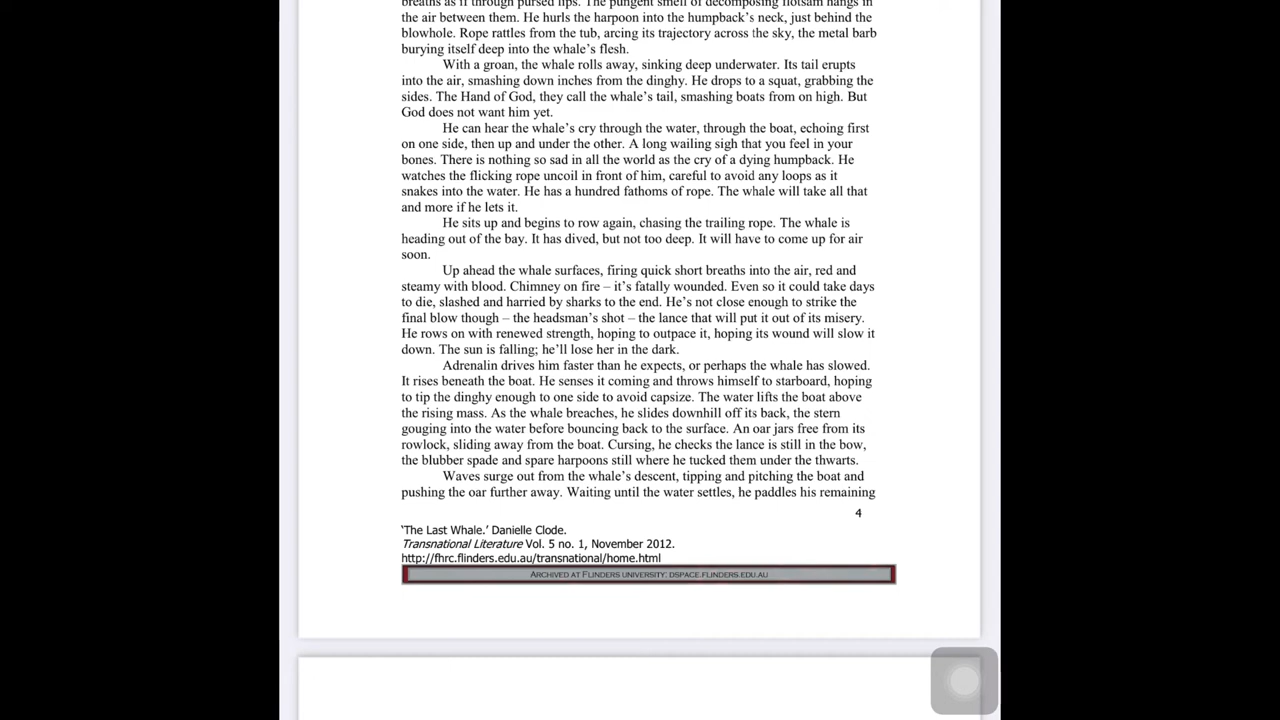 breaths as if through pursed lips. The pungent smell of decomposing flotsam hangs in
the air between them. He hurls the harpoon into the humpback’s neck, just behind the
blowhole. Rope rattles from the tub, arcing its trajectory across the sky, the metal barb
burying itself deep into the whale’s flesh.
With a groan, the whale rolls away, sinking deep underwater. Its tail erupts
into the air, smashing down inches from the dinghy. He drops to a squat, grabbing the
sides. The Hand of God, they call the whale’s tail, smashing boats from on high. But
God does not want him yet.
He can hear the whale’s cry through the water, through the boat, echoing first
on one side, then up and under the other. A long wailing sigh that you feel in your
bones. There is nothing so sad in all the world as the cry of a dying humpback. He
watches the flicking rope uncoil in front of him, careful to avoid any loops as it
snakes into the water. He has a hundred fathoms of rope. The whale will take all that
and more if he lets it.
He sits up and begins to row again, chasing the trailing rope. The whale is
heading out of the bay. It has dived, but not too deep. It will have to come up for air
soon.
Up ahead the whale surfaces, firing quick short breaths into the air, red and
steamy with blood. Chimney on fire – it’s fatally wounded. Even so it could take days
to die, slashed and harried by sharks to the end. He’s not close enough to strike the
final blow though – the headsman’s shot – the lance that will put it out of its misery.
He rows on with renewed strength, hoping to outpace it, hoping its wound will slow it
down. The sun is falling; he’ll lose her in the dark.
Adrenalin drives him faster than he expects, or perhaps the whale has slowed.
It rises beneath the boat. He senses it coming and throws himself to starboard, hoping
to tip the dinghy enough to one side to avoid capsize. The water lifts the boat above
the rising mass. As the whale breaches, he slides downhill off its back, the stern
gouging into the water before bouncing back to the surface. An oar jars free from its
rowlock, sliding away from the boat. Cursing, he checks the lance is still in the bow,
the blubber spade and spare harpoons still where he tucked them under the thwarts.
Waves surge out from the whale’s descent, tipping and pitching the boat and
pushing the oar further away. Waiting until the water settles, he paddles his remaining
4
‘The Last Whale.’ Danielle Clode.
Transnational Literature Vol. 5 no. 1, November 2012.
http://fhrc.flinders.edu.au/transnational/home.html
ARCHIVED AT FLINDERS UNIVERSITY: DSPACE.FLINDERS.EDU.AU